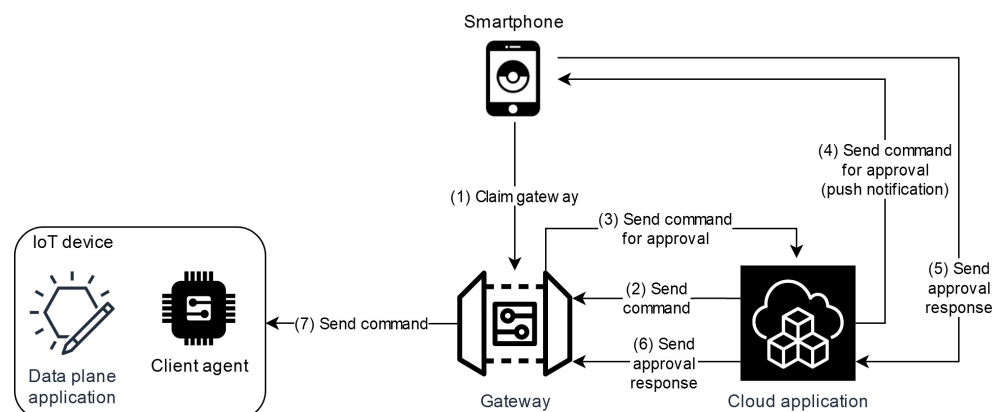 Smartphone
(4) Send command
for approval
(push notification)
(1) Claim gateway
(3) Send command
for approval
IoT device
(5) Send
approval
response
(2) Send
command
(7) Send command
(6) Send
approval
response
Client agent
Data plane
application
Gateway
Cloud application